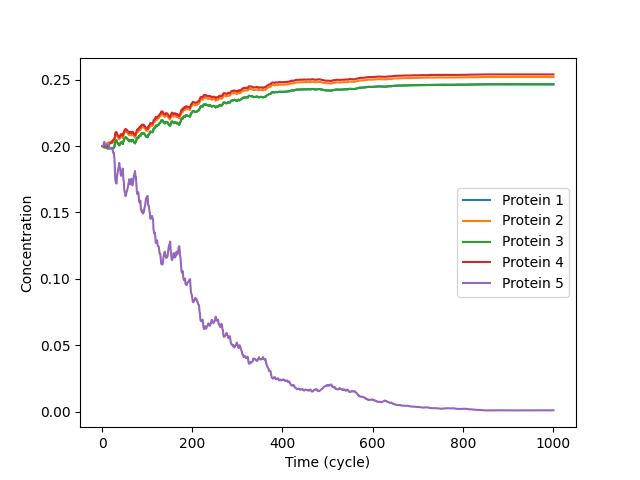 0.25
0.20
0.15
0.10
0.05
0.00
Concentration
Protein 1
Protein 2
Protein 3
Protein 4
Protein 5
0 200 400 600 800 1000
Time (cycle)